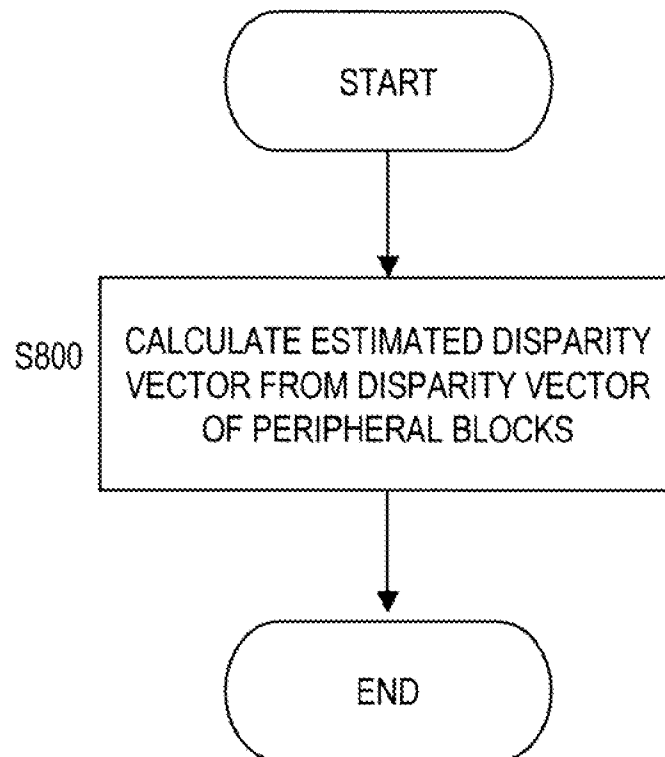 START
S800
CALCULATE ESTIMATED DISPARITY
VECTOR FROM DISPARITY VECTOR
OF PERIPHERAL BLOCKS
END